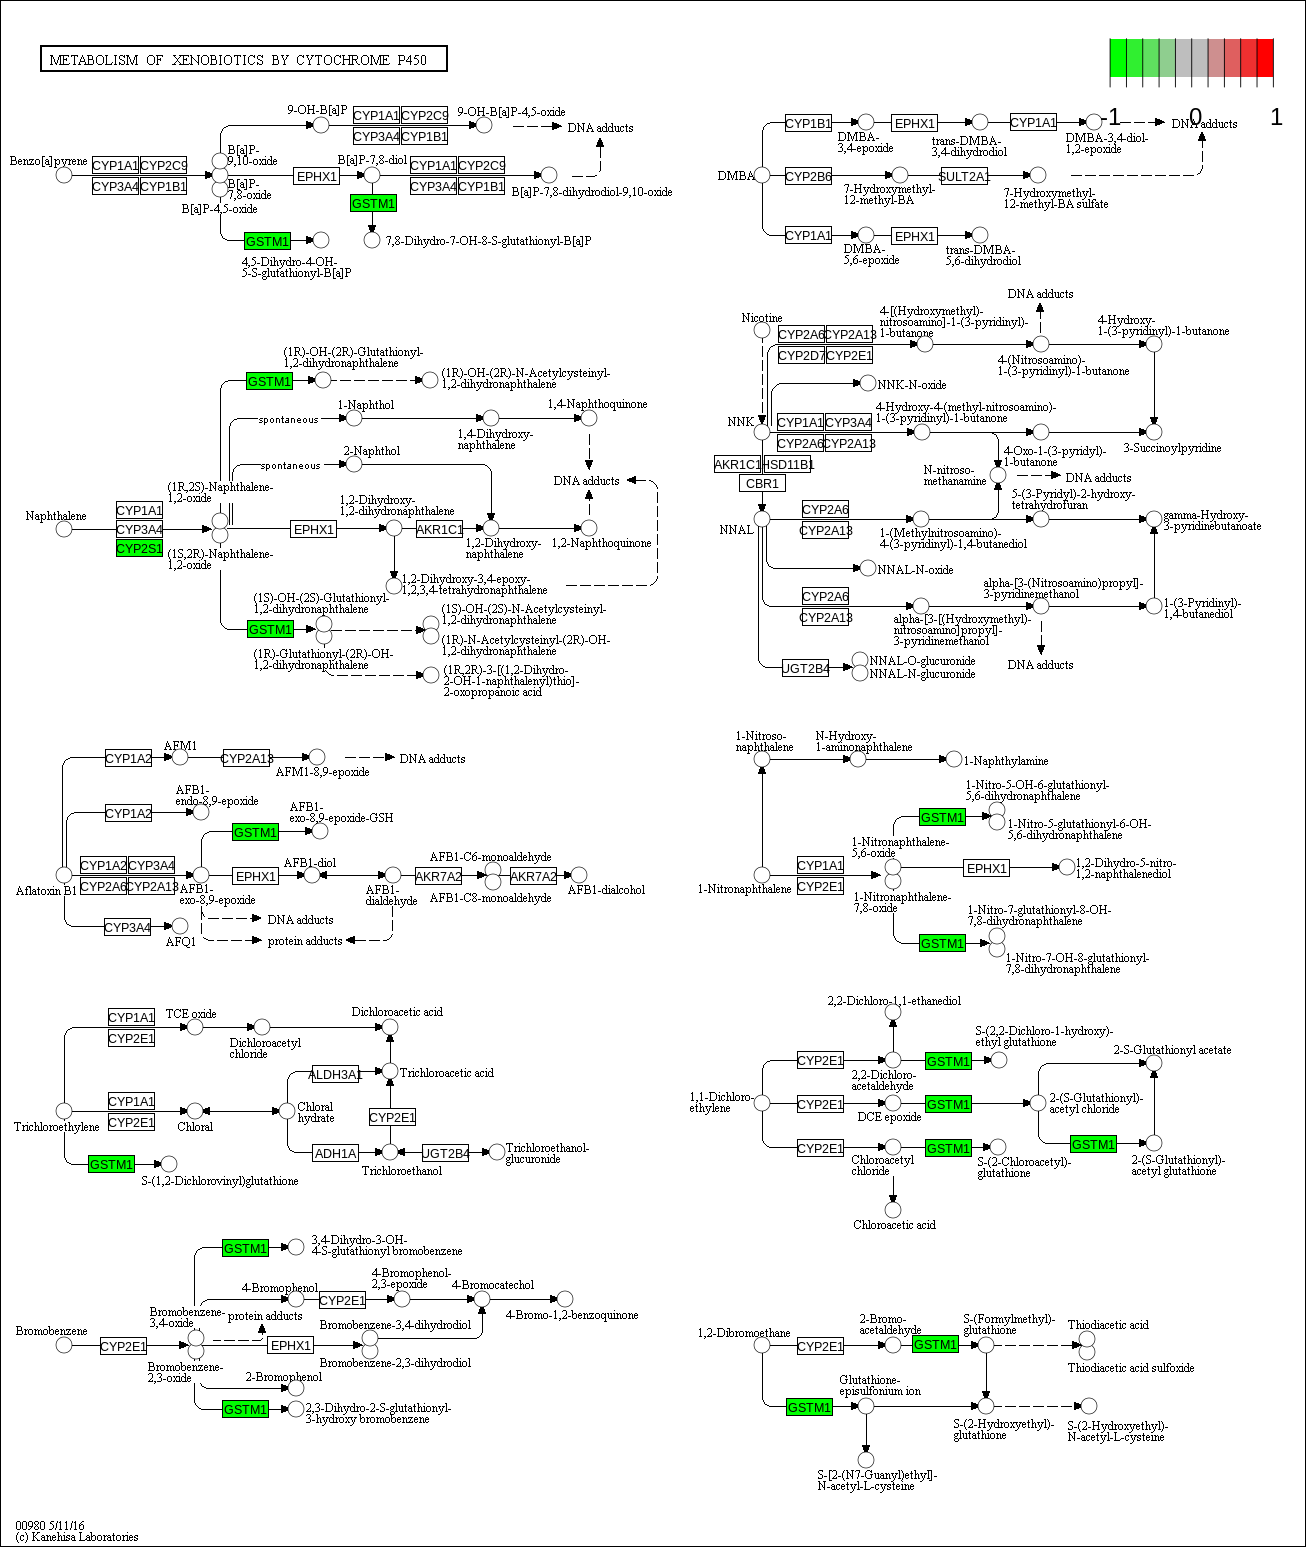 METABOLISM OF XENOBIOTICS BY CYTOCHROME P450
-1
0
1
9-OH-B[a]P
CYP1A1
CYP2C9
CYP3A4
CYP1B1
9-OH-B[a]P-4,5-oxide
DNA adducts
Benzo[a]pyrene
CYP1A1
CYP2C9
CYP3A4
CYP1B1
B[a]P-
9,10-oxide
B[a]P-
7,8-oxide
B[a]P-4,5-oxide
EPHX1
B[a]P-7,8-diol
CYP1A1
CYP2C9
CYP3A4
CYP1B1
B[a]P-7,8-dihydrodiol-9,10-oxide
GSTM1
7,8-Dihydro-7-OH-8-S-glutathionyl-B[a]P
GSTM1
4,5-Dihydro-4-OH-
5-S-glutathionyl-B[a]P
CYP1B1
DMBA-
3,4-epoxide
EPHX1
trans-DMBA-
3,4-dihydrodiol
CYP1A1
DMBA-3,4-diol-
1,2-epoxide
DNA adducts
DMBA
CYP2B6
7-Hydroxymethyl-
12-methyl-BA
SULT2A1
7-Hydroxymethyl-
12-methyl-BA sulfate
CYP1A1
DMBA-
5,6-epoxide
EPHX1
trans-DMBA-
5,6-dihydrodiol
(1R)-OH-(2R)-Glutathionyl-
1,2-dihydronaphthalene
GSTM1
(1R)-OH-(2R)-N-Acetylcysteinyl-
1,2-dihydronaphthalene
spontaneous
1-Naphthol
1,4-Dihydroxy-
naphthalene
1,4-Naphthoquinone
spontaneous
2-Naphthol
DNA adducts
(1R,2S)-Naphthalene-
1,2-oxide
Naphthalene
CYP1A1
CYP3A4
CYP2S1
(1S,2R)-Naphthalene-
1,2-oxide
EPHX1
1,2-Dihydroxy-
1,2-dihydronaphthalene
AKR1C1
1,2-Dihydroxy-
naphthalene
1,2-Naphthoquinone
1,2-Dihydroxy-3,4-epoxy-
1,2,3,4-tetrahydronaphthalene
(1S)-OH-(2S)-Glutathionyl-
1,2-dihydronaphthalene
GSTM1
(1R)-Glutathionyl-(2R)-OH-
1,2-dihydronaphthalene
(1S)-OH-(2S)-N-Acetylcysteinyl-
1,2-dihydronaphthalene
(1R)-N-Acetylcysteinyl-(2R)-OH-
1,2-dihydronaphthalene
(1R,2R)-3-[(1,2-Dihydro-
2-OH-1-naphthalenyl)thio]-
2-oxopropanoic acid
Nicotine
CYP2A6
CYP2A13
CYP2D7
CYP2E1
4-[(Hydroxymethyl)-
nitrosoamino]-1-(3-pyridinyl)-
1-butanone
DNA adducts
4-(Nitrosoamino)-
1-(3-pyridinyl)-1-butanone
4-Hydroxy-
1-(3-pyridinyl)-1-butanone
NNK-N-oxide
NNK
CYP1A1
CYP3A4
CYP2A6
CYP2A13
4-Hydroxy-4-(methyl-nitrosoamino)-
1-(3-pyridinyl)-1-butanone
4-Oxo-1-(3-pyridyl)-
1-butanone
3-Succinoylpyridine
AKR1C1
HSD11B1
CBR1
N-nitroso-
methanamine
DNA adducts
NNAL
CYP2A6
CYP2A13
1-(Methylnitrosoamino)-
4-(3-pyridinyl)-1,4-butanediol
5-(3-Pyridyl)-2-hydroxy-
tetrahydrofuran
gamma-Hydroxy-
3-pyridinebutanoate
NNAL-N-oxide
CYP2A6
CYP2A13
alpha-[3-[(Hydroxymethyl)-
nitrosoamino]propyl]-
3-pyridinemethanol
alpha-[3-(Nitrosoamino)propyl]-
3-pyridinemethanol
1-(3-Pyridinyl)-
1,4-butanediol
DNA adducts
UGT2B4
NNAL-O-glucuronide
NNAL-N-glucuronide
CYP1A2
AFM1
CYP2A13
AFM1-8,9-epoxide
DNA adducts
CYP1A2
AFB1-
endo-8,9-epoxide
GSTM1
AFB1-
exo-8,9-epoxide-GSH
Aflatoxin B1
CYP1A2
CYP3A4
CYP2A6
CYP2A13
AFB1-
exo-8,9-epoxide
EPHX1
AFB1-diol
AFB1-
dialdehyde
AKR7A2
AFB1-C6-monoaldehyde
AFB1-C8-monoaldehyde
AKR7A2
AFB1-dialcohol
CYP3A4
AFQ1
DNA adducts
protein adducts
1-Nitroso-
naphthalene
N-Hydroxy-
1-aminonaphthalene
1-Naphthylamine
1-Nitronaphthalene
CYP1A1
CYP2E1
1-Nitronaphthalene-
5,6-oxide
1-Nitronaphthalene-
7,8-oxide
GSTM1
1-Nitro-5-OH-6-glutathionyl-
5,6-dihydronaphthalene
1-Nitro-5-glutathionyl-6-OH-
5,6-dihydronaphthalene
EPHX1
1,2-Dihydro-5-nitro-
1,2-naphthalenediol
GSTM1
1-Nitro-7-glutathionyl-8-OH-
7,8-dihydronaphthalene
1-Nitro-7-OH-8-glutathionyl-
7,8-dihydronaphthalene
CYP1A1
CYP2E1
TCE oxide
Dichloroacetyl
chloride
Dichloroacetic acid
Trichloroethylene
CYP1A1
CYP2E1
Chloral
Chloral
hydrate
ALDH3A1
Trichloroacetic acid
CYP2E1
ADH1A
Trichloroethanol
UGT2B4
Trichloroethanol-
glucuronide
GSTM1
S-(1,2-Dichlorovinyl)glutathione
2,2-Dichloro-1,1-ethanediol
1,1-Dichloro-
ethylene
CYP2E1
2,2-Dichloro-
acetaldehyde
GSTM1
S-(2,2-Dichloro-1-hydroxy)-
ethyl glutathione
CYP2E1
DCE epoxide
GSTM1
2-(S-Glutathionyl)-
acetyl chloride
2-S-Glutathionyl acetate
GSTM1
2-(S-Glutathionyl)-
acetyl glutathione
CYP2E1
Chloroacetyl
chloride
GSTM1
S-(2-Chloroacetyl)-
glutathione
Chloroacetic acid
GSTM1
3,4-Dihydro-3-OH-
4-S-glutathionyl bromobenzene
4-Bromophenol
CYP2E1
4-Bromophenol-
2,3-epoxide
4-Bromocatechol
4-Bromo-1,2-benzoquinone
Bromobenzene
CYP2E1
Bromobenzene-
3,4-oxide
Bromobenzene-
2,3-oxide
protein adducts
EPHX1
Bromobenzene-3,4-dihydrodiol
Bromobenzene-2,3-dihydrodiol
2-Bromophenol
GSTM1
2,3-Dihydro-2-S-glutathionyl-
3-hydroxy bromobenzene
1,2-Dibromoethane
CYP2E1
2-Bromo-
acetaldehyde
GSTM1
S-(Formylmethyl)-
glutathione
Thiodiacetic acid
Thiodiacetic acid sulfoxide
GSTM1
Glutathione-
episulfonium ion
S-(2-Hydroxyethyl)-
glutathione
S-(2-Hydroxyethyl)-
N-acetyl-L-cysteine
S-[2-(N7-Guanyl)ethyl]-
N-acetyl-L-cysteine
00980 5/11/16
(c) Kanehisa Laboratories